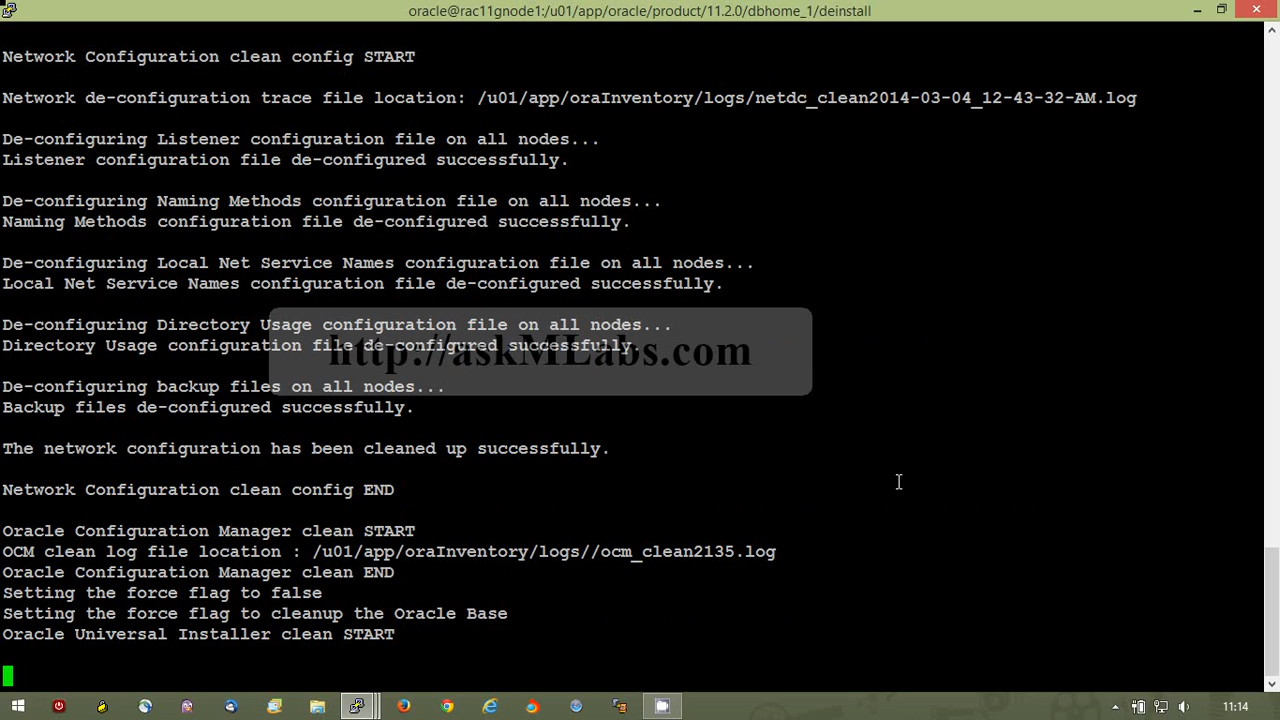 oracle@rac11gnode1:/u01/app/oracle/product/11.2.0/dbhome_1/deinstall
Network Configuration clean config START
Network de-configuration trace file location: /u01/app/oraInventory/logs/netdc_clean2014-03-04_12-43-32-AM.log
De-configuring Listener configuration file on all nodes...
Listener configuration file de-configured successfully.
De-configuring Naming Methods configuration file on all nodes...
Naming Methods configuration file de-configured successfully.
De-configuring Local Net Service Names configuration file on all nodes...
Local Net Service Names configuration file de-configured successfully.
De-configuring Directory Usage configuration file on all nodes...
Directory Usage configuration file de-configured successfully.
http://askMLabs.com
De-configuring backup files on all nodes...
Backup files de-configured successfully.
The network configuration has been cleaned up successfully.
Network Configuration clean config END
Oracle Configuration Manager clean START
OCM clean log file location : /u01/app/oraInventory/logs//ocm_clean2135.log
Oracle Configuration Manager clean END
Setting the force flag to false
Setting the force flag to cleanup the Oracle Base
Oracle Universal Installer clean START
11:14